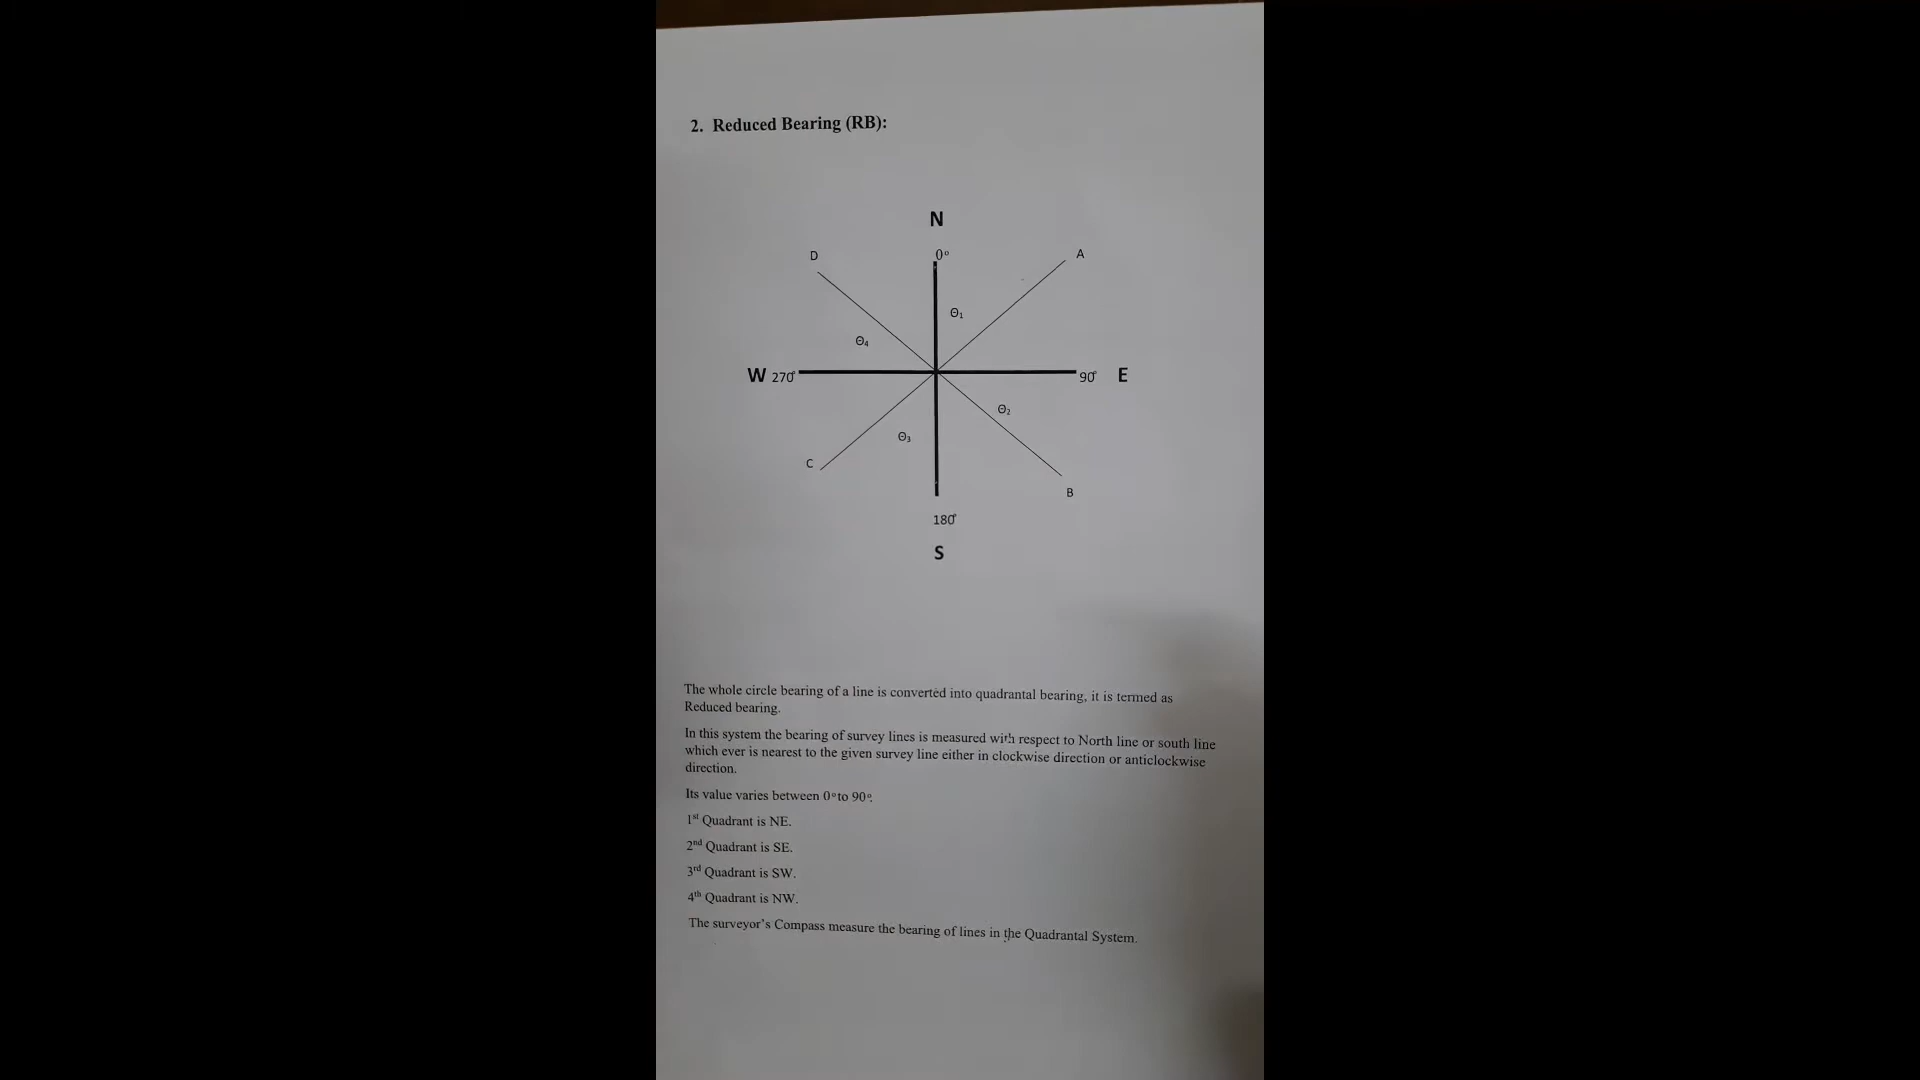 2. Reduced Bearing (RB):
N
D
0°
A
Θ₁
Θ₄
W 270°
90° E
Θ₂
Θ₃
C
B
180°
S
The whole circle bearing of a line is converted into quadrantal bearing, it is termed as
Reduced bearing.
In this system the bearing of survey lines is measured with respect to North line or south line
which ever is nearest to the given survey line either in clockwise direction or anticlockwise
direction.
Its value varies between 0° to 90°.
1st Quadrant is NE.
2nd Quadrant is SE.
3rd Quadrant is SW.
4th Quadrant is NW.
The surveyor's Compass measure the bearing of lines in the Quadrantal System.